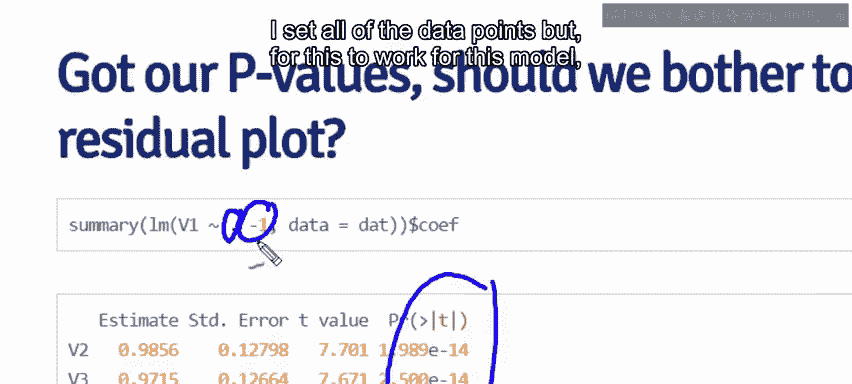 I set all of the data points but,
for this to work for this model,
Got our P-values, should we bother to
residual plot?
summary(lm(V1 ~ . -1, data = dat))$coef
Estimate Std. Error t value Pr(>|t|)
V2 0.9856 0.12798 7.701 1.989e-14
V3 0.9715 0.12664 7.671 2.500e-14